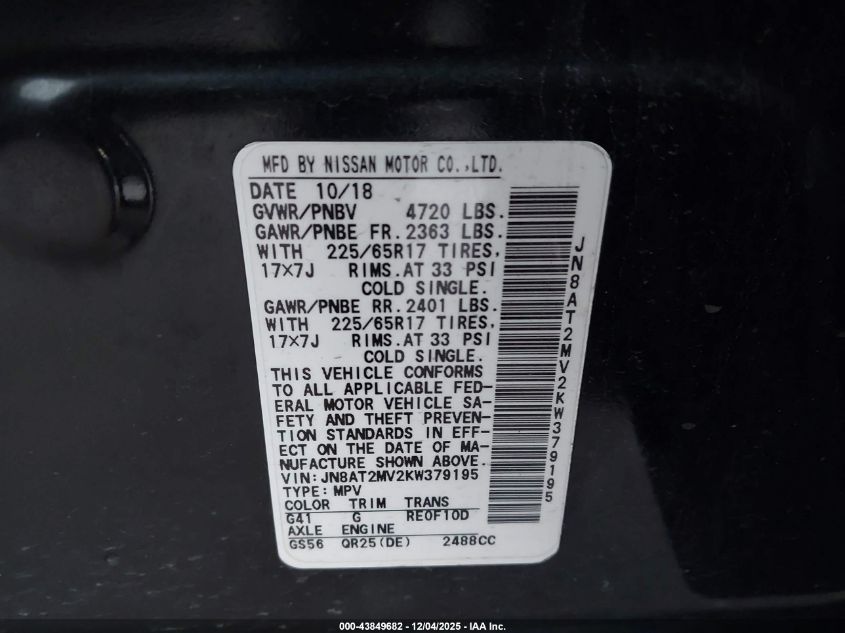 MFD BY NISSAN MOTOR CO.,LTD.
DATE 10/18
GVWR/PNBV 4720 LBS.
GAWR/PNBE FR. 2363 LBS.
WITH 225/65R17 TIRES,
17×7J RIMS. AT 33 PSI
COLD SINGLE.
GAWR/PNBE RR. 2401 LBS.
WITH 225/65R17 TIRES,
17×7J RIMS. AT 33 PSI
COLD SINGLE.
THIS VEHICLE CONFORMS
TO ALL APPLICABLE FED-
ERAL MOTOR VEHICLE SA-
FETY AND THEFT PREVEN-
TION STANDARDS IN EFF-
ECT ON THE DATE OF MA-
NUFACTURE SHOWN ABOVE.
VIN: JN8AT2MV2KW379195
TYPE: MPV
COLOR TRIM TRANS
G41 G RE0F10D
AXLE ENGINE
GS56 QR25(DE) 2488CC
JN8AT2MV2KW379195
000-43849682 - 12/04/2025 - IAA Inc.